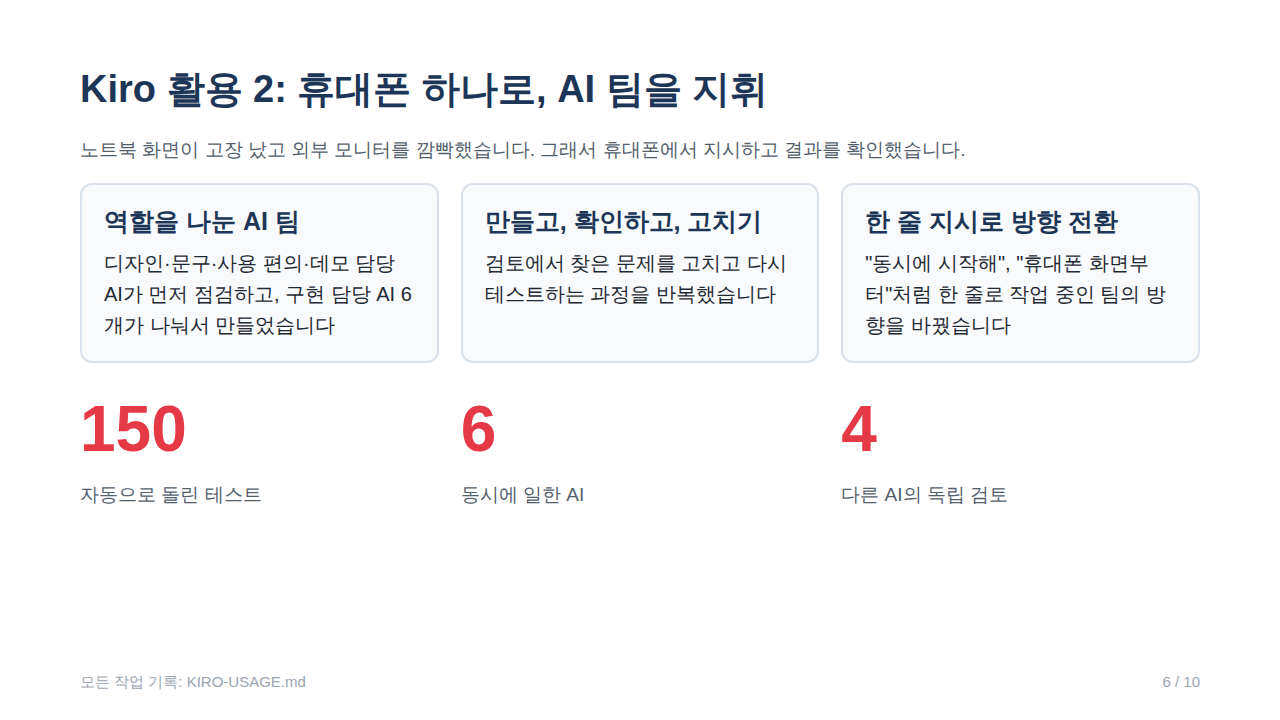 Kiro 활용 2: 휴대폰 하나로, AI 팀을 지휘
노트북 화면이 고장 났고 외부 모니터를 깜빡했습니다. 그래서 휴대폰에서 지시하고 결과를 확인했습니다.
역할을 나눈 AI 팀
디자인·문구·사용 편의·데모 담당
AI가 먼저 점검하고, 구현 담당 AI 6
개가 나눠서 만들었습니다
만들고, 확인하고, 고치기
검토에서 찾은 문제를 고치고 다시
테스트하는 과정을 반복했습니다
한 줄 지시로 방향 전환
"동시에 시작해", "휴대폰 화면부
터"처럼 한 줄로 작업 중인 팀의 방
향을 바꿨습니다
150
자동으로 돌린 테스트
6
동시에 일한 AI
4
다른 AI의 독립 검토
모든 작업 기록: KIRO-USAGE.md
6 / 10